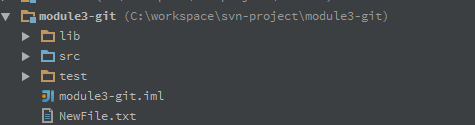 module3-git (C:\workspace\svn-project\module3-git)
lib
src
test
module3-git.iml
NewFile.txt